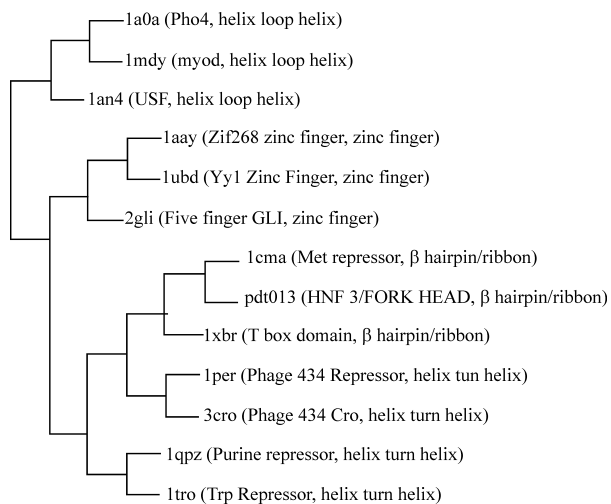 1a0a (Pho4, helix loop helix)
1mdy (myod, helix loop helix)
1an4 (USF, helix loop helix)
1aay (Zif268 zinc finger, zinc finger)
1ubd (Yy1 Zinc Finger, zinc finger)
2gli (Five finger GLI, zinc finger)
1cma (Met repressor, β hairpin/ribbon)
pdt013 (HNF 3/FORK HEAD, β hairpin/ribbon)
1xbr (T box domain, β hairpin/ribbon)
1per (Phage 434 Repressor, helix tun helix)
3cro (Phage 434 Cro, helix turn helix)
1qpz (Purine repressor, helix turn helix)
1tro (Trp Repressor, helix turn helix)